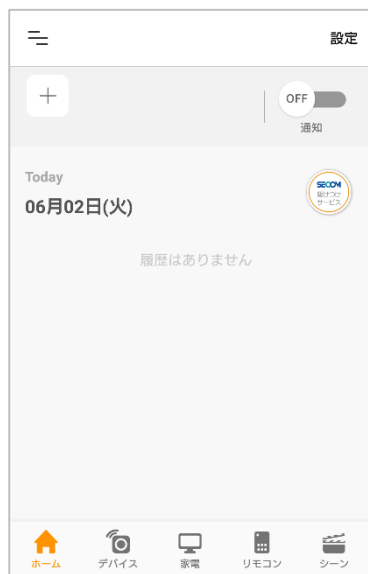 設定
OFF
通知
Today
06月02日(火)
SECOM
駆けつけ
サービス
履歴はありません
ホーム
デバイス
家電
リモコン
シーン